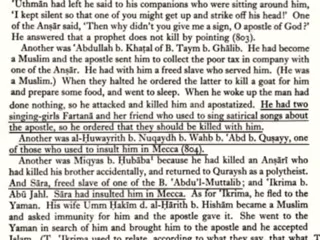 'Uthmān had left he said to his companions who were sitting around him,
'I kept silent so that one of you might get up and strike off his head!' One
of the Anṣār said, 'Then why didn't you give me a sign, O apostle of God?'
He answered that a prophet does not kill by pointing (803).
Another was 'Abdullah b. Khaṭal of B. Taym b. Ghālib. He had become
a Muslim and the apostle sent him to collect the poor tax in company with
one of the Anṣār. He had with him a freed slave who served him. (He was
a Muslim.) When they halted he ordered the latter to kill a goat for him
and prepare some food, and went to sleep. When he woke up the man had
done nothing, so he attacked and killed him and apostatized. He had two
singing-girls Fartanā and her friend who used to sing satirical songs about
the apostle, so he ordered that they should be killed with him.
Another was al-Ḥuwayrith b. Nuqaydh b. Wahb b. 'Abd b. Quṣayy, one
of those who used to insult him in Mecca (804).
Another was Miqyas b. Ḥubāba because he had killed an Anṣārī who
had killed his brother accidentally, and returned to Quraysh as a polytheist.
And Sāra, freed slave of one of the B. 'Abdu'l-Muṭṭalib; and 'Ikrima b.
Abū Jahl. Sāra had insulted him in Mecca. As for 'Ikrima, he fled to the
Yaman. His wife Umm Ḥakīm d. al-Ḥārith b. Hishām became a Muslim
and asked immunity for him and the apostle gave it. She went to the
Yaman in search of him and brought him to the apostle and he accepted
'Ikrima used to relate, according to what they say, that what